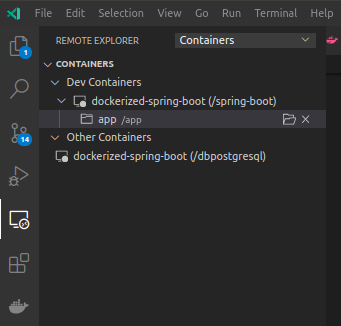 File Edit Selection View Go Run Terminal Help
REMOTE EXPLORER Containers
CONTAINERS
1
Dev Containers
dockerized-spring-boot (/spring-boot)
app /app
14
Other Containers
dockerized-spring-boot (/dbpostgresql)